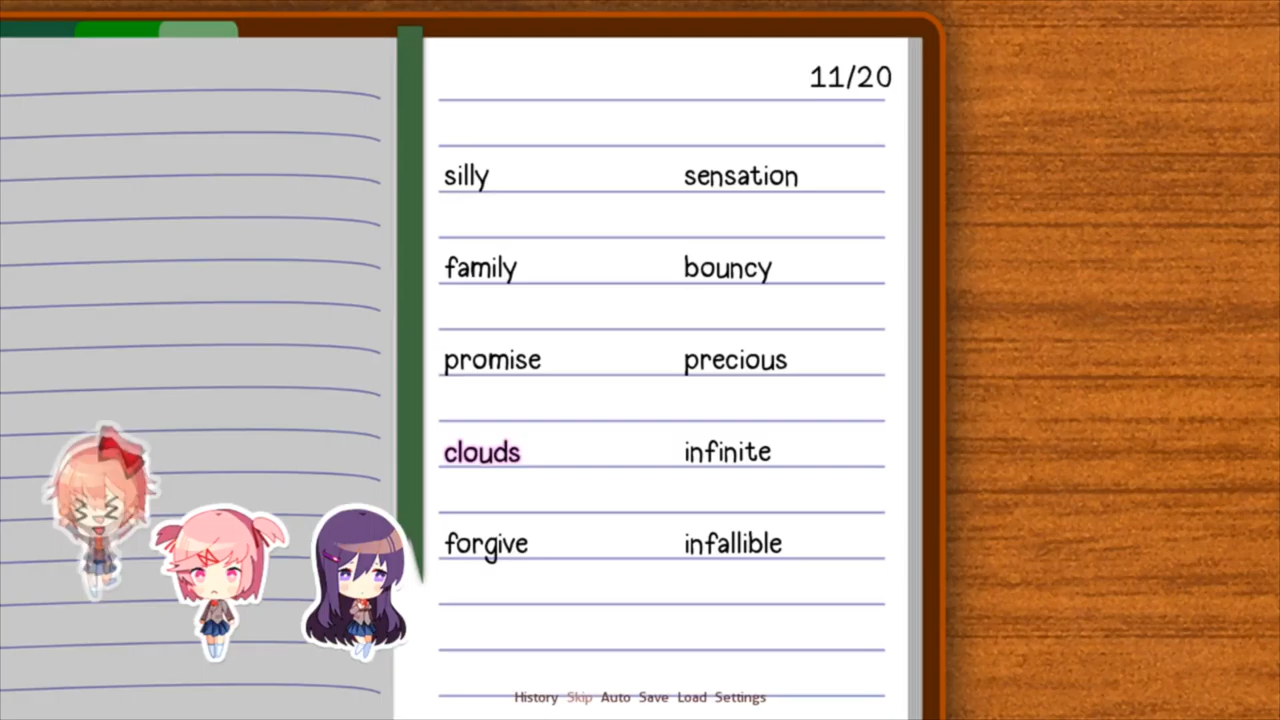 11/20
silly sensation
family bouncy
promise precious
clouds infinite
forgive infallible
History Skip Auto Save Load Settings